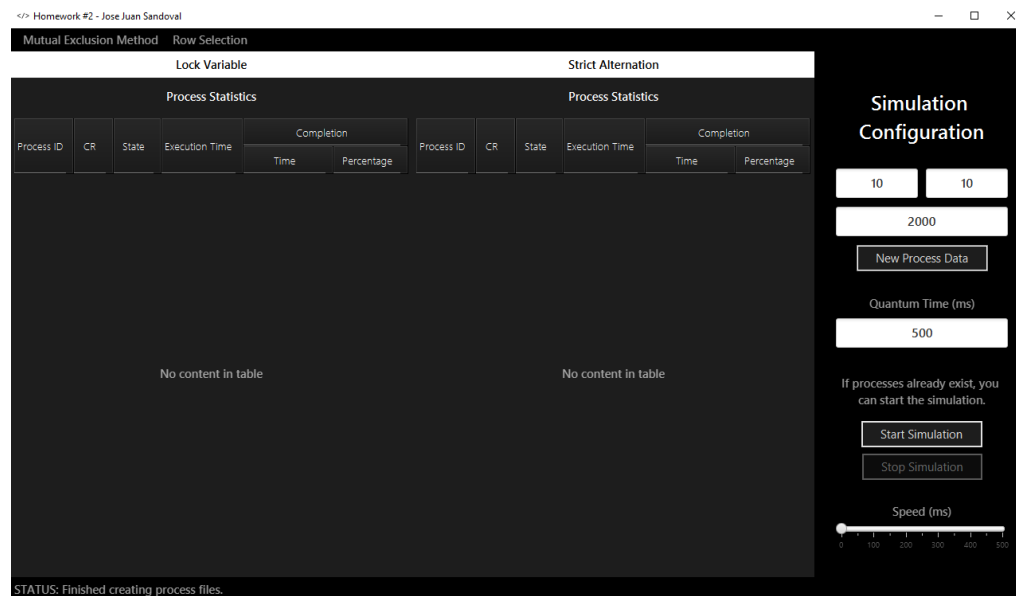 </> Homework #2 - Jose Juan Sandoval
Mutual Exclusion Method Row Selection
Lock Variable
Process Statistics
Process ID CR State Execution Time Completion
Time Percentage
No content in table
Strict Alternation
Process Statistics
Process ID CR State Execution Time Completion
Time Percentage
No content in table
Simulation
Configuration
10 10
2000
New Process Data
Quantum Time (ms)
500
If processes already exist, you
can start the simulation.
Start Simulation
Stop Simulation
Speed (ms)
0 100 200 300 400 500
STATUS: Finished creating process files.